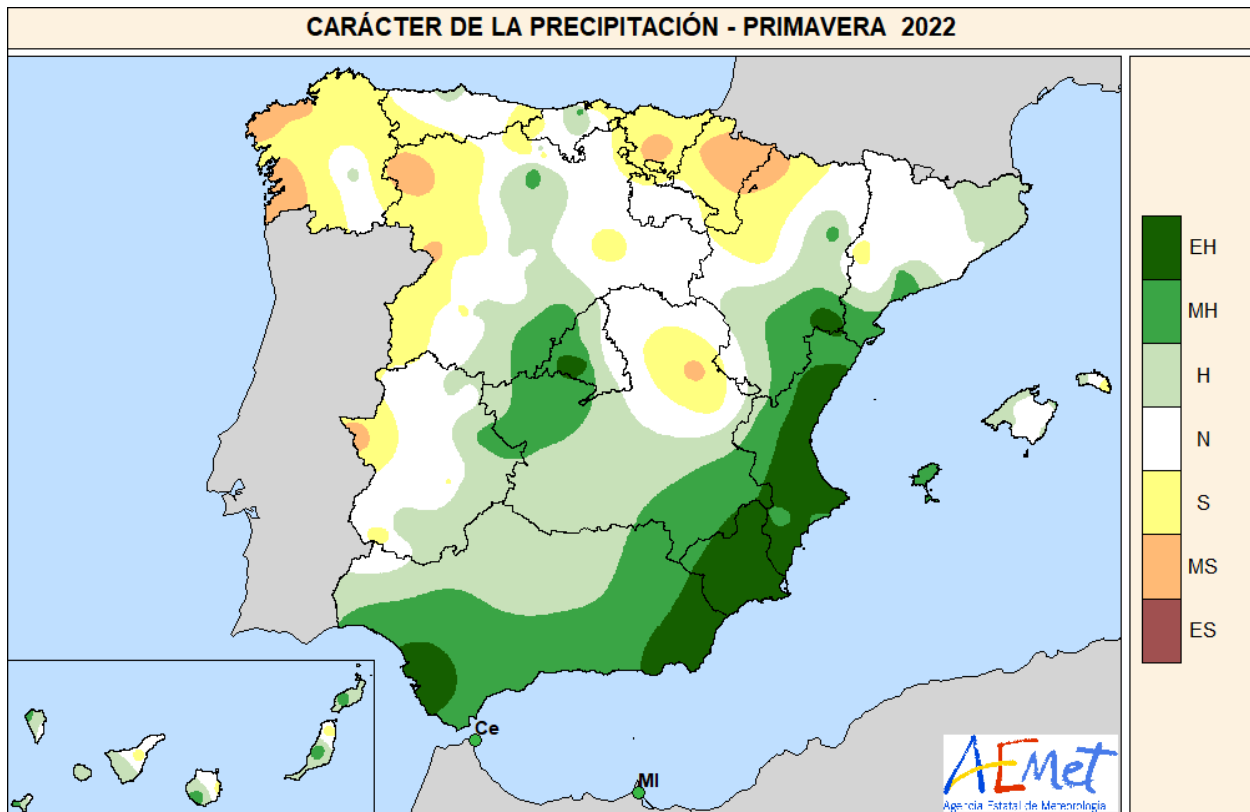 CARÁCTER DE LA PRECIPITACIÓN - PRIMAVERA 2022
EH
MH
H
N
S
MS
ES
Ce
Ml
AEMet
Agencia Estatal de Meteorología